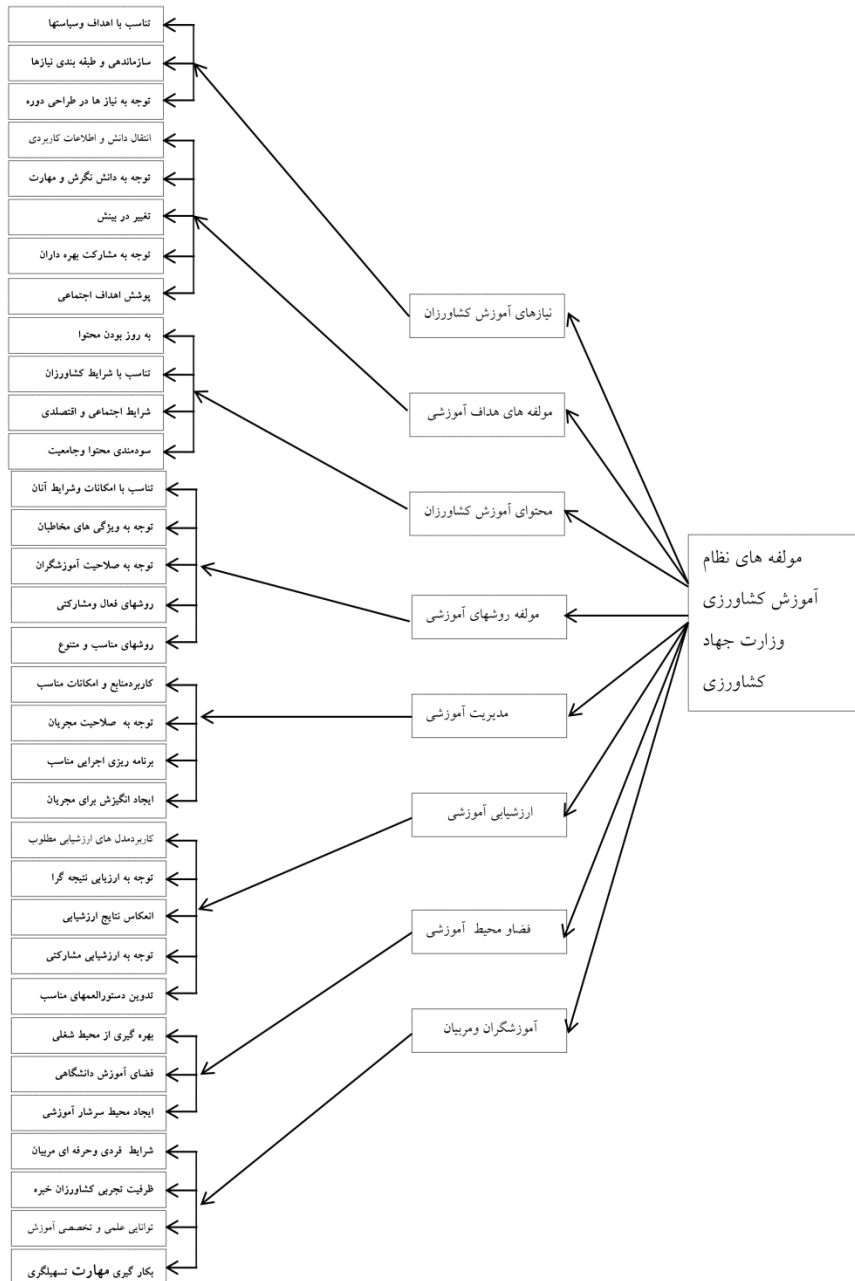 مولفه های نظام
آموزش کشاورزی
وزارت جهاد
کشاورزی
نیازهای آموزش کشاورزان
مولفه های هداف آموزشی
محتوای آموزش کشاورزان
مولفه روشهای آموزشی
مدیریت آموزشی
ارزشیابی آموزشی
فضاو محیط آموزشی
آموزشگران ومربیان
تناسب با اهداف وسیاستها
سازماندهی و طبقه بندی نیازها
توجه به نیاز ها در طراحی دوره
انتقال دانش و اطلاعات کاربردی
توجه به دانش نگرش و مهارت
تغییر در بینش
توجه به مشارکت بهره داران
پوشش اهداف اجتماعی
به روز بودن محتوا
تناسب با شرایط کشاورزان
شرایط اجتماعی و اقتصلدی
سودمندی محتوا وجامعیت
تناسب با امکانات وشرایط آنان
توجه به ویژگی های مخاطبان
توجه به صلاحیت آموزشگران
روشهای فعال ومشارکتی
روشهای مناسب و متنوع
کاربردمنابع و امکانات مناسب
توجه به صلاحیت مجریان
برنامه ریزی اجرایی مناسب
ایجاد انگیزش برای مجریان
کاربردمدل های ارزشیابی مطلوب
توجه به ارزیابی نتیجه گرا
انعکاس نتایج ارزشیابی
توجه به ارزشیابی مشارکتی
تدوین دستورالعمهای مناسب
بهره گیری از محیط شغلی
فضای آموزش دانشگاهی
ایجاد محیط سرشار آموزشی
شرایط فردی وحرفه ای مربیان
ظرفیت تجربی کشاورزان خبره
توانایی علمی و تخصصی آموزش
بکار گیری مهارت تسهیلگری